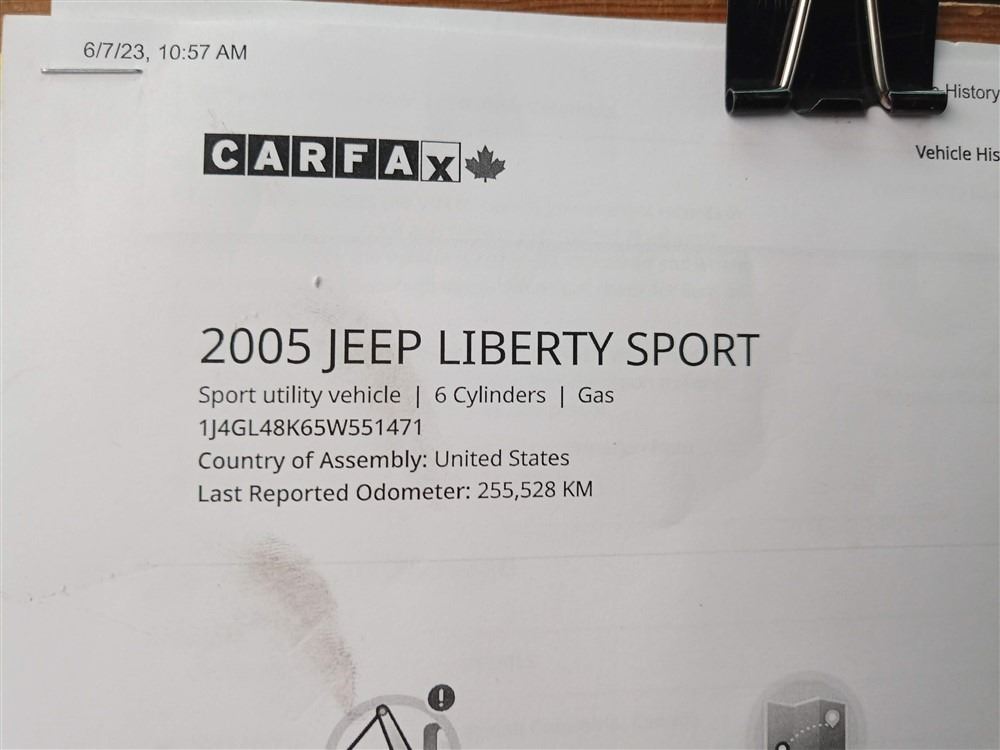 6/7/23, 10:57 AM
History
Vehicle His
CARFAX
2005 JEEP LIBERTY SPORT
Sport utility vehicle | 6 Cylinders | Gas
1J4GL48K65W551471
Country of Assembly: United States
Last Reported Odometer: 255,528 KM
!